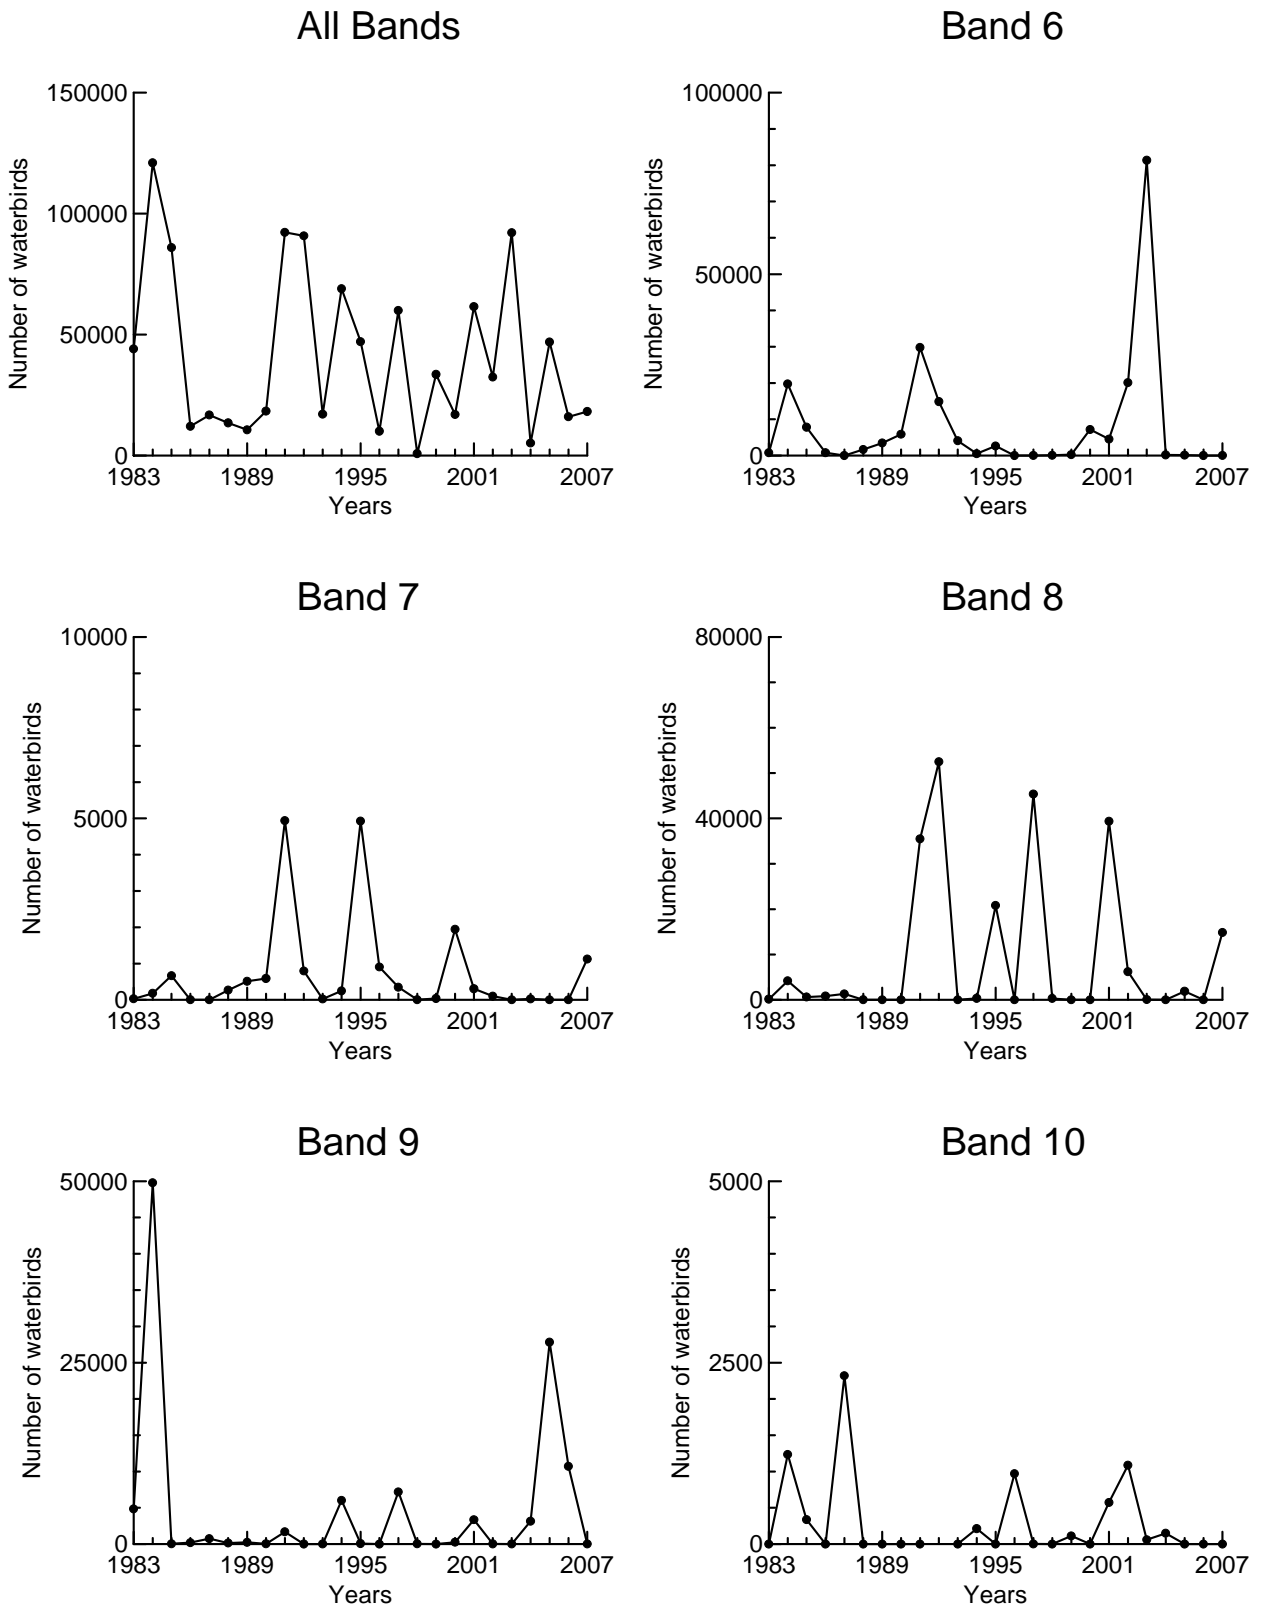 All Bands
Band 6
150000
100000
50000
0
Number of waterbirds
1983 1989 1995 2001 2007
Years
100000
50000
0
Number of waterbirds
1983 1989 1995 2001 2007
Years
Band 7
Band 8
10000
5000
0
Number of waterbirds
1983 1989 1995 2001 2007
Years
80000
40000
0
Number of waterbirds
1983 1989 1995 2001 2007
Years
Band 9
Band 10
50000
25000
0
Number of waterbirds
1983 1989 1995 2001 2007
Years
5000
2500
0
Number of waterbirds
1983 1989 1995 2001 2007
Years